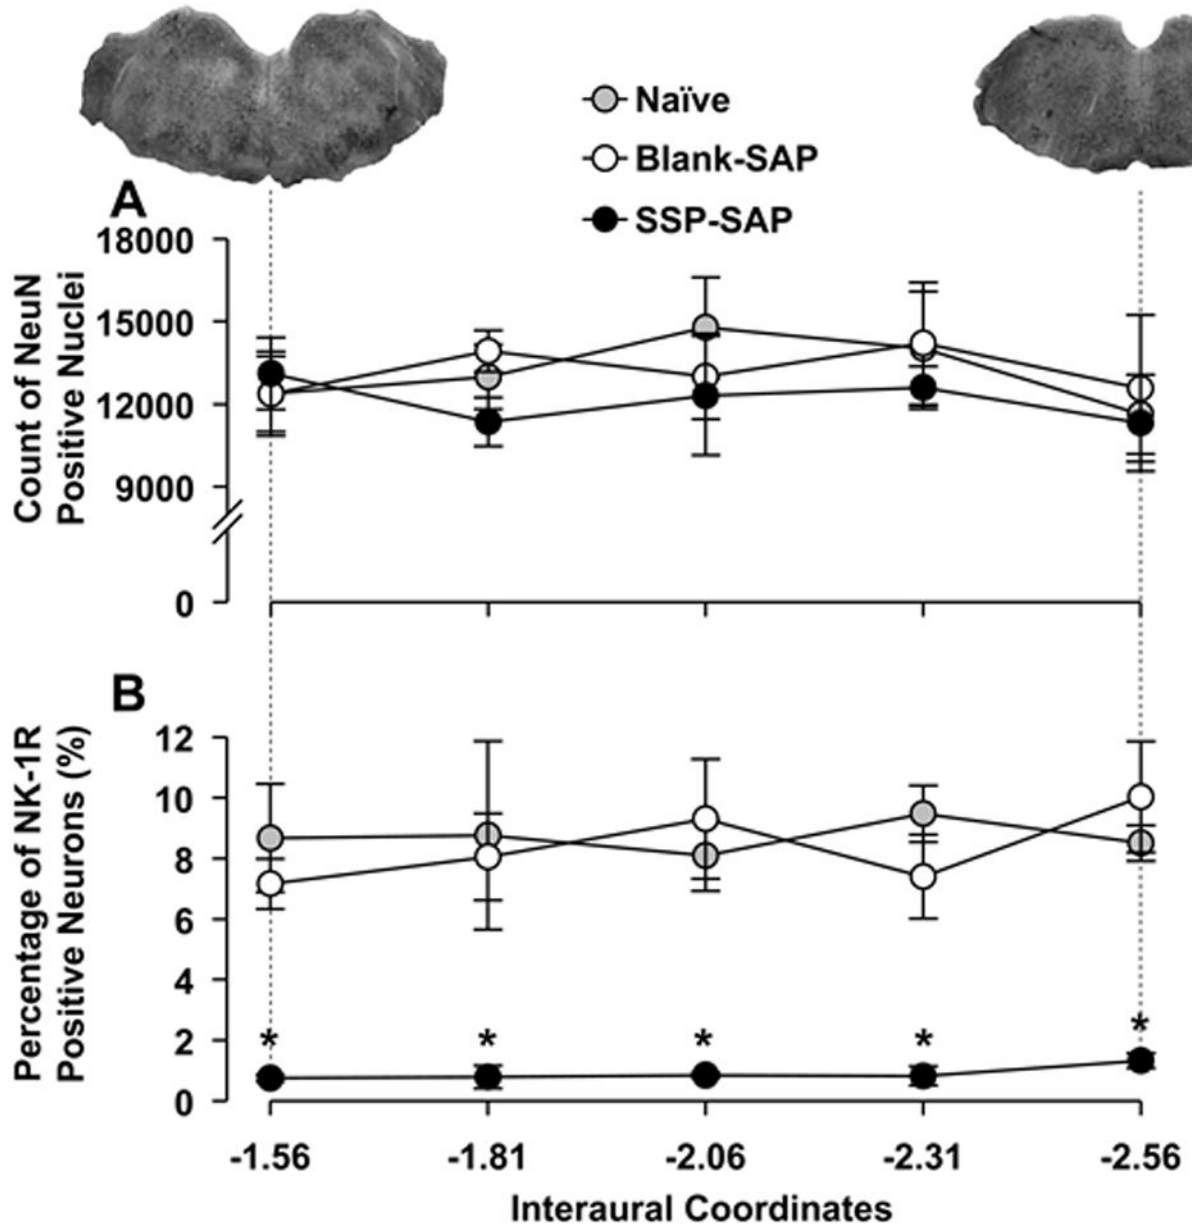 Naïve
Blank-SAP
SSP-SAP
A
18000
15000
12000
9000
0
Count of NeuN
Positive Nuclei
B
12
10
8
6
4
2
0
Percentage of NK-1R
Positive Neurons (%)
* * * * *
-1.56 -1.81 -2.06 -2.31 -2.56
Interaural Coordinates